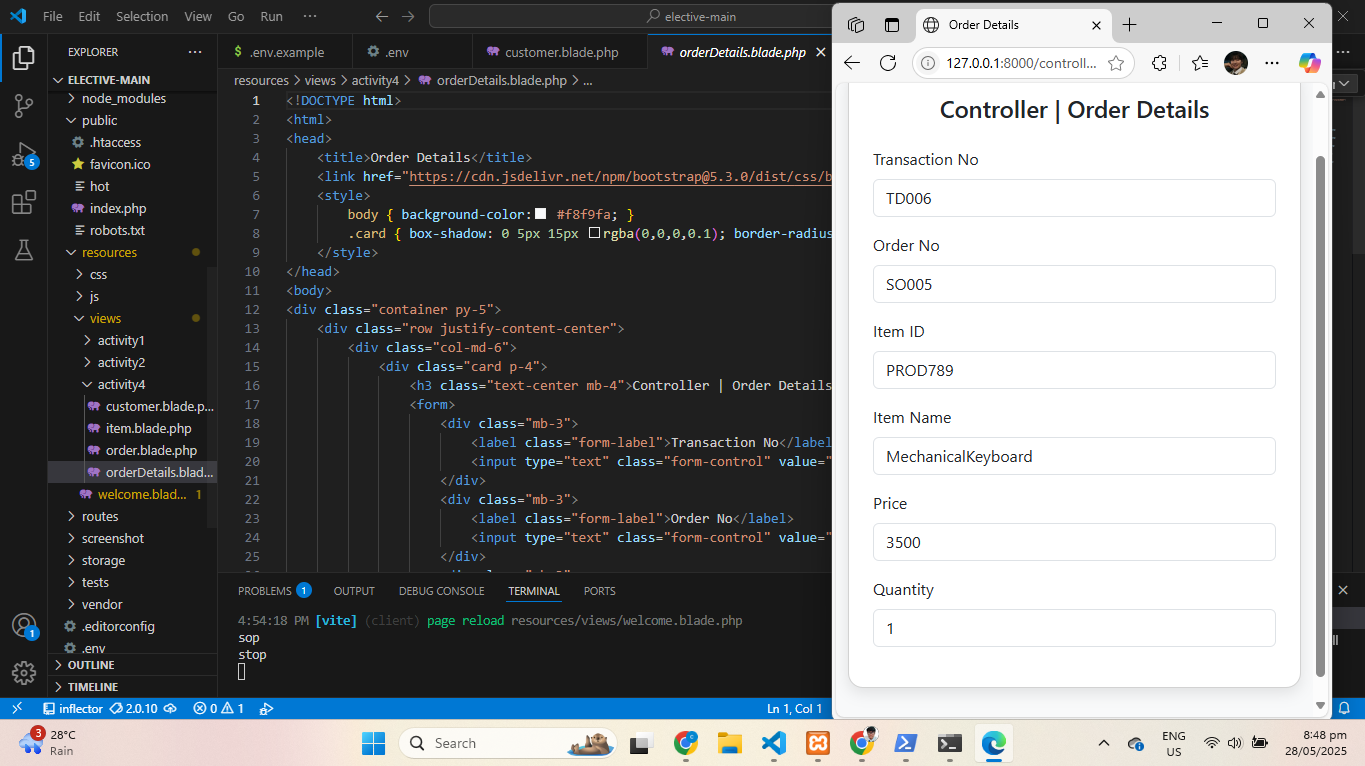 File Edit Selection View Go Run ···
elective-main
EXPLORER
ELECTIVE-MAIN
node_modules
public
.htaccess
favicon.ico
hot
index.php
robots.txt
resources
css
js
views
activity1
activity2
activity4
customer.blade.p...
item.blade.php
order.blade.php
orderDetails.blad...
welcome.blad... 1
routes
screenshot
storage
tests
vendor
.editorconfig
.env
OUTLINE
TIMELINE
5
1
$ .env.example
.env
customer.blade.php
orderDetails.blade.php
resources > views > activity4 > orderDetails.blade.php > ...
1 <!DOCTYPE html>
2 <html>
3 <head>
4 <title>Order Details</title>
5 <link href="https://cdn.jsdelivr.net/npm/bootstrap@5.3.0/dist/css/b
6 <style>
7 body { background-color: #f8f9fa; }
8 .card { box-shadow: 0 5px 15px rgba(0,0,0,0.1); border-radius
9 </style>
10 </head>
11 <body>
12 <div class="container py-5">
13 <div class="row justify-content-center">
14 <div class="col-md-6">
15 <div class="card p-4">
16 <h3 class="text-center mb-4">Controller | Order Details
17 <form>
18 <div class="mb-3">
19 <label class="form-label">Transaction No</label
20 <input type="text" class="form-control" value="
21 </div>
22 <div class="mb-3">
23 <label class="form-label">Order No</label>
24 <input type="text" class="form-control" value="
25 </div>
PROBLEMS 1 OUTPUT DEBUG CONSOLE TERMINAL PORTS
4:54:18 PM [vite] (client) page reload resources/views/welcome.blade.php
sop
stop
inflector 2.0.10 0 1
Ln 1, Col 1
Order Details
127.0.0.1:8000/controll...
Controller | Order Details
Transaction No
TD006
Order No
SO005
Item ID
PROD789
Item Name
MechanicalKeyboard
Price
3500
Quantity
1
3
28°C
Rain
Search
ENG
US
8:48 pm
28/05/2025